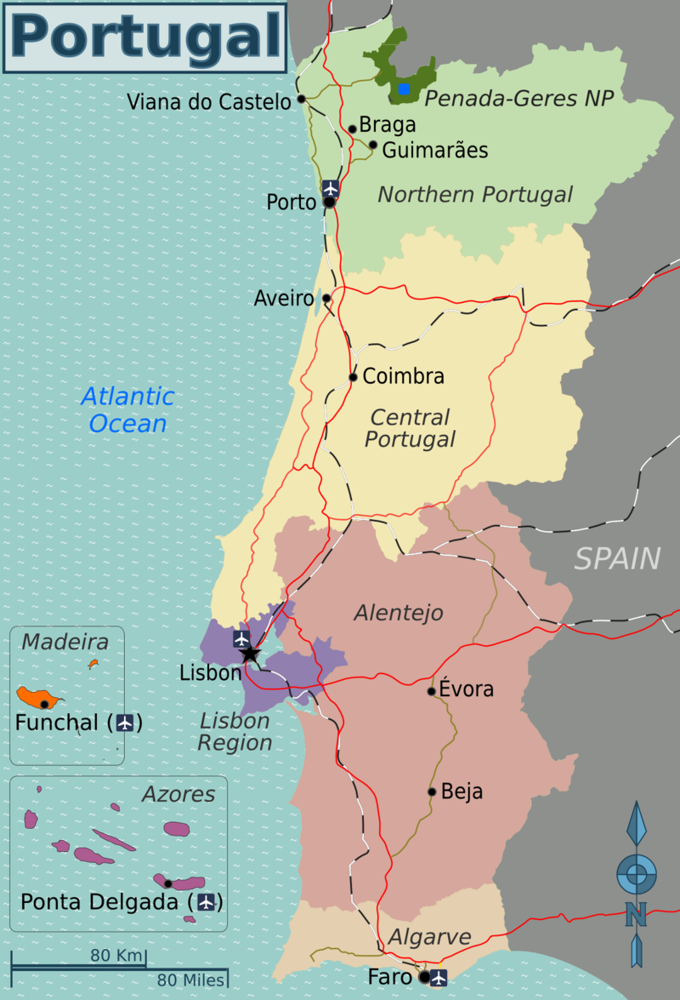 Portugal
Viana do Castelo
Penada-Geres NP
Braga
Guimarães
Northern Portugal
Porto
Aveiro
Coimbra
Atlantic
Ocean
Central
Portugal
SPAIN
Alentejo
Madeira
Lisbon
Évora
Funchal ( )
Lisbon
Region
Azores
Beja
Ponta Delgada ( )
N
Algarve
80 Km
80 Miles
Faro